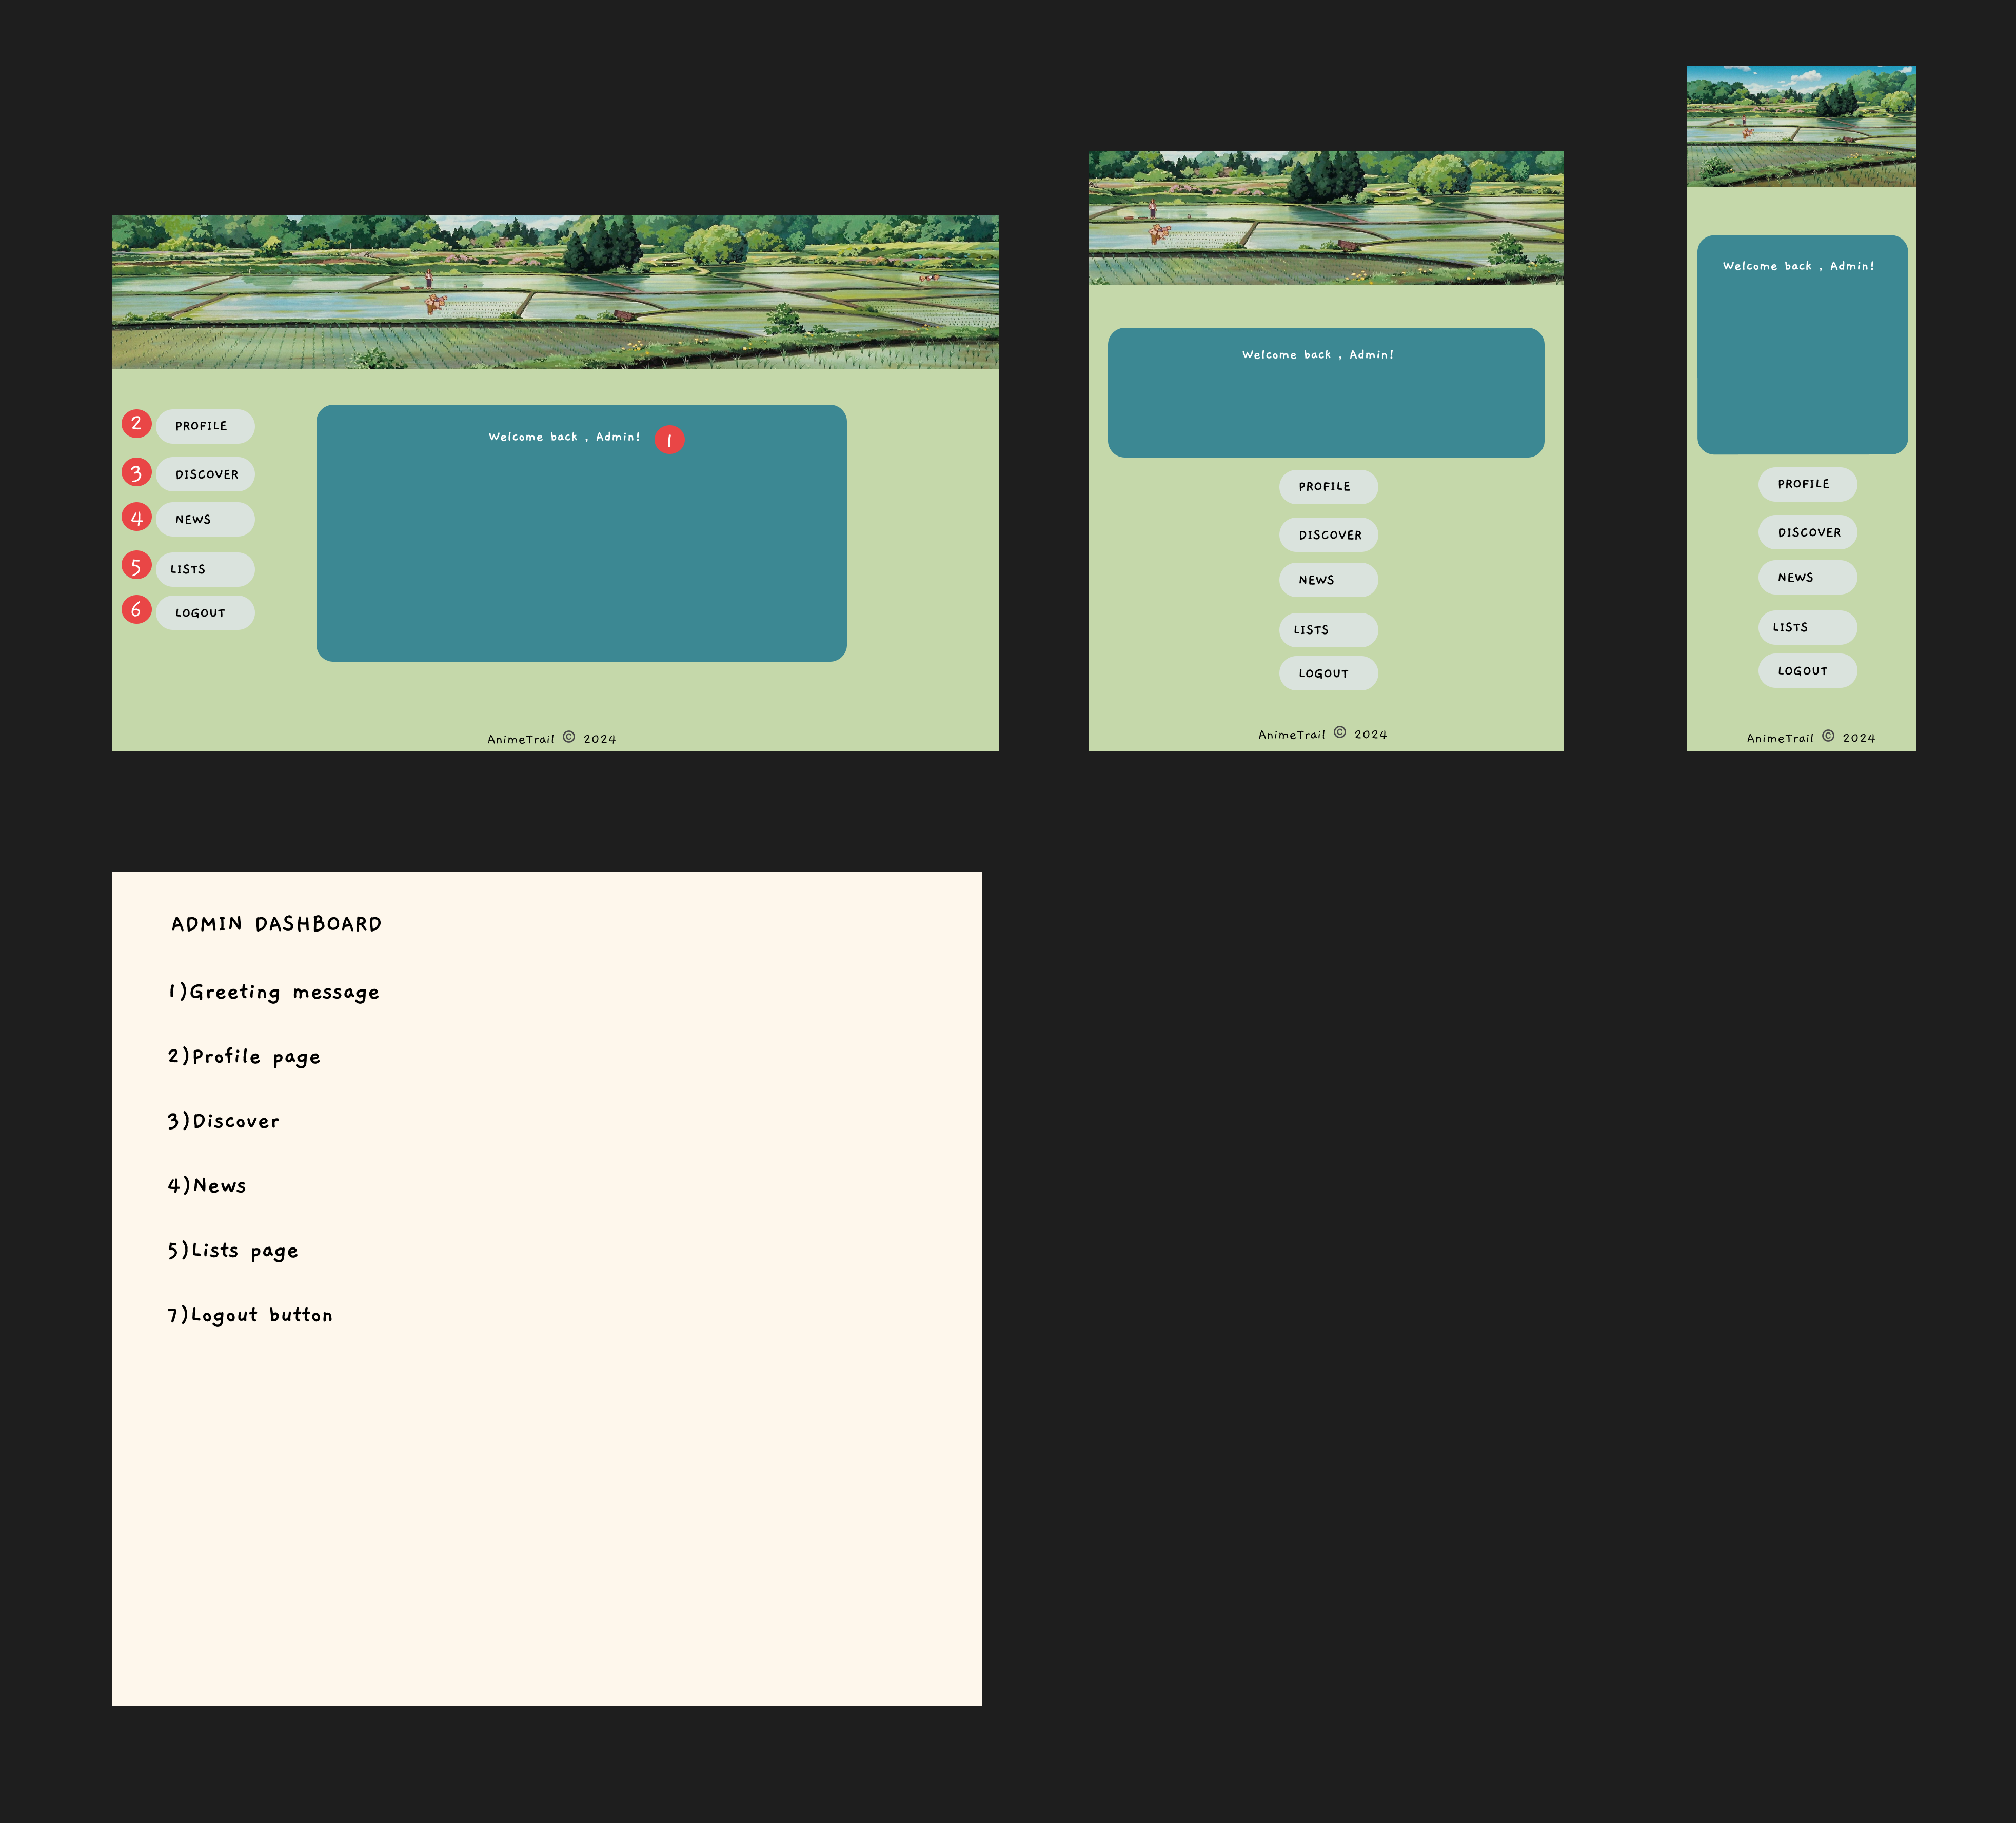 Welcome back , Admin! 1
2 PROFILE
3 DISCOVER
4 NEWS
5 LISTS
6 LOGOUT
AnimeTrail © 2024
Welcome back , Admin!
PROFILE
DISCOVER
NEWS
LISTS
LOGOUT
AnimeTrail © 2024
Welcome back , Admin!
PROFILE
DISCOVER
NEWS
LISTS
LOGOUT
AnimeTrail © 2024
ADMIN DASHBOARD
1)Greeting message
2)Profile page
3)Discover
4)News
5)Lists page
7)Logout button